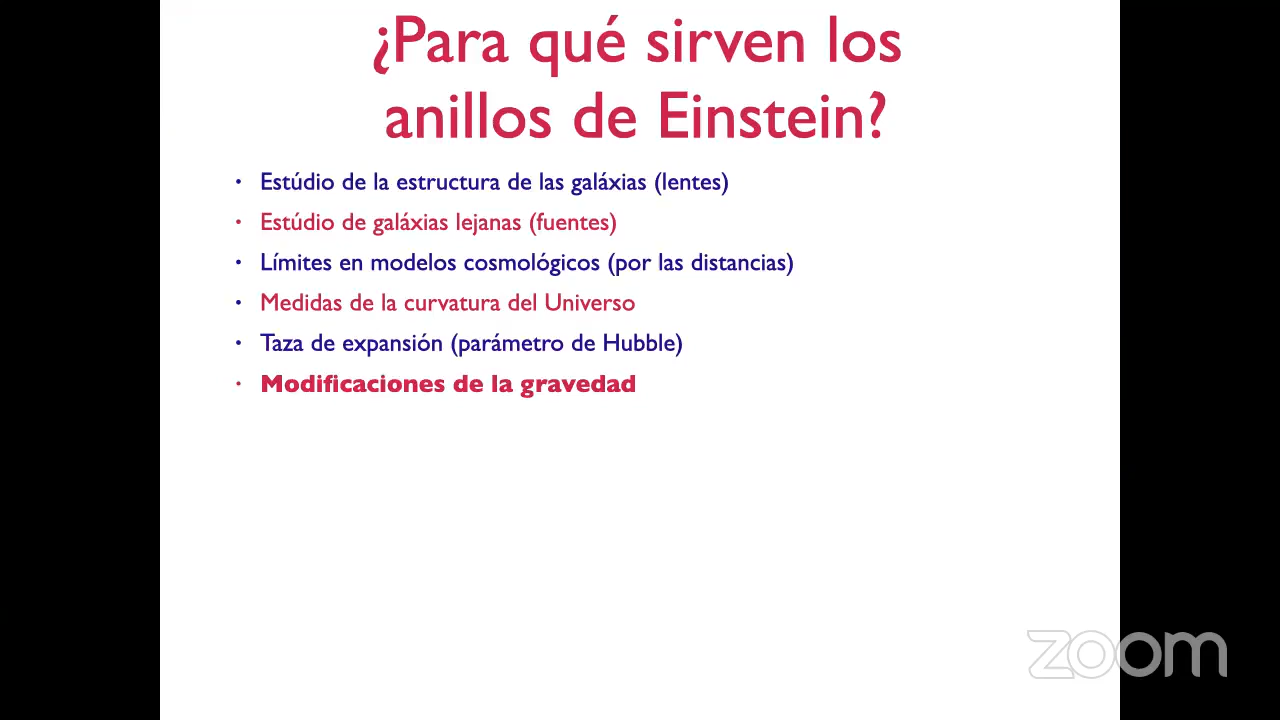 ¿Para qué sirven los
anillos de Einstein?
• Estúdio de la estructura de las galáxias (lentes)
• Estúdio de galáxias lejanas (fuentes)
• Límites en modelos cosmológicos (por las distancias)
• Medidas de la curvatura del Universo
• Taza de expansión (parámetro de Hubble)
• Modificaciones de la gravedad
zoom